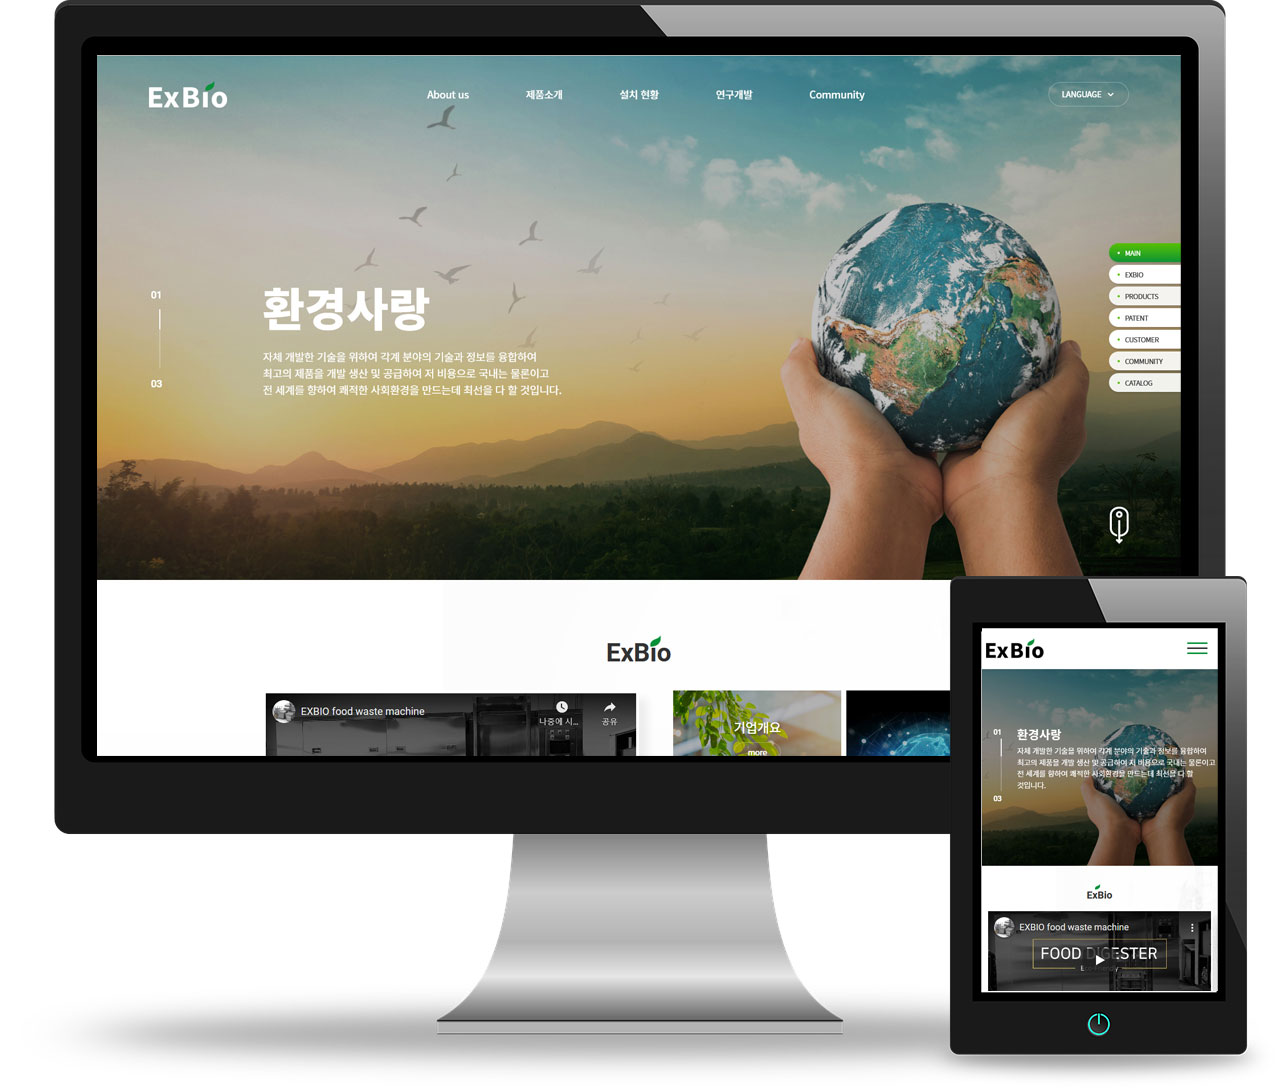 ExBio
About us
제품소개
설치 현황
연구개발
Community
LANGUAGE
MAIN
EXBIO
PRODUCTS
PATENT
CUSTOMER
COMMUNITY
CATALOG
01
03
환경사랑
자체 개발한 기술을 위하여 각계 분야의 기술과 정보를 융합하여
최고의 제품을 개발 생산 및 공급하여 저 비용으로 국내는 물론이고
전 세계를 향하여 쾌적한 사회환경을 만드는데 최선을 다 할 것입니다.
ExBio
EXBIO food waste machine
나중에 시...
공유
기업개요
more
ExBio
01
03
환경사랑
자체 개발한 기술을 위하여 각계 분야의 기술과 정보를 융합하여
최고의 제품을 개발 생산 및 공급하여 저 비용으로 국내는 물론이고
전 세계를 향하여 쾌적한 사회환경을 만드는데 최선을 다 할
것입니다.
ExBio
EXBIO food waste machine
FOOD DIGESTER